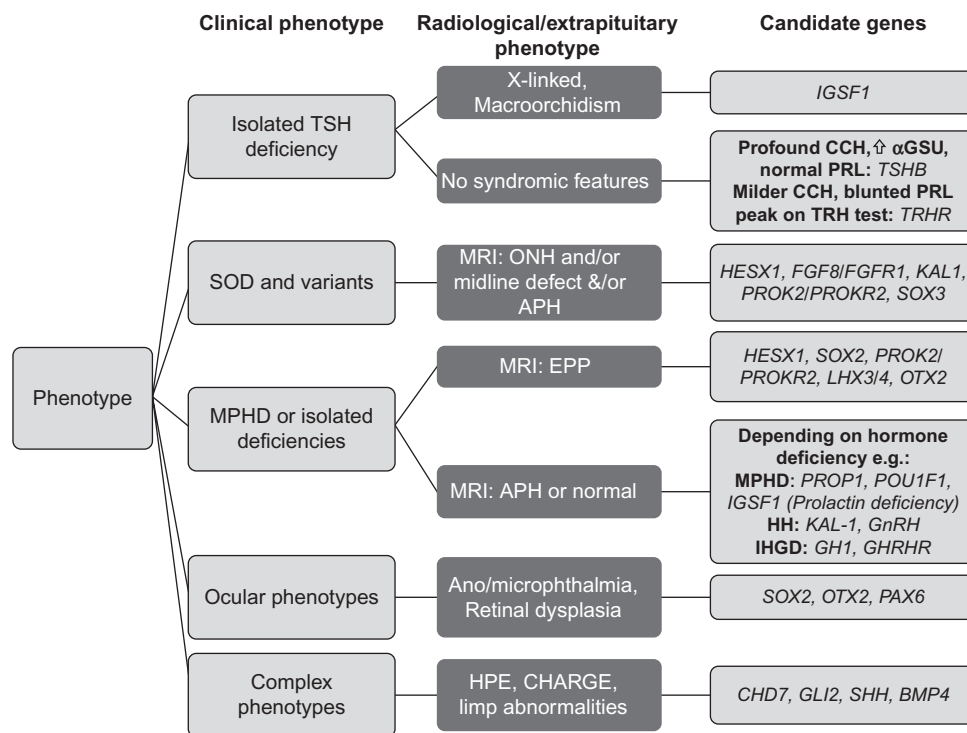 Clinical phenotype
Radiological/extrapituitary
phenotype
Candidate genes
Phenotype
Isolated TSH
deficiency
X-linked,
Macroorchidism
IGSF1
No syndromic features
Profound CCH,⇧ αGSU,
normal PRL: TSHB
Milder CCH, blunted PRL
peak on TRH test: TRHR
SOD and variants
MRI: ONH and/or
midline defect &/or
APH
HESX1, FGF8/FGFR1, KAL1,
PROK2/PROKR2, SOX3
MPHD or isolated
deficiencies
MRI: EPP
HESX1, SOX2, PROK2/
PROKR2, LHX3/4, OTX2
MRI: APH or normal
Depending on hormone
deficiency e.g.:
MPHD: PROP1, POU1F1,
IGSF1 (Prolactin deficiency)
HH: KAL-1, GnRH
IHGD: GH1, GHRHR
Ocular phenotypes
Ano/microphthalmia,
Retinal dysplasia
SOX2, OTX2, PAX6
Complex
phenotypes
HPE, CHARGE,
limp abnormalities
CHD7, GLI2, SHH, BMP4